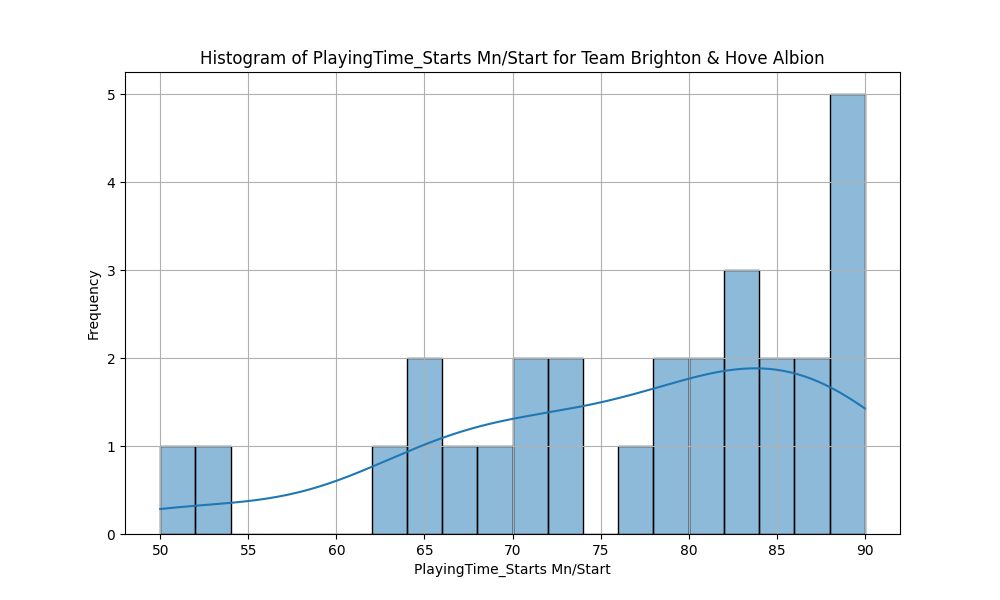 Histogram of PlayingTime_Starts Mn/Start for Team Brighton & Hove Albion
Frequency
5
4
3
2
1
0
50 55 60 65 70 75 80 85 90
PlayingTime_Starts Mn/Start